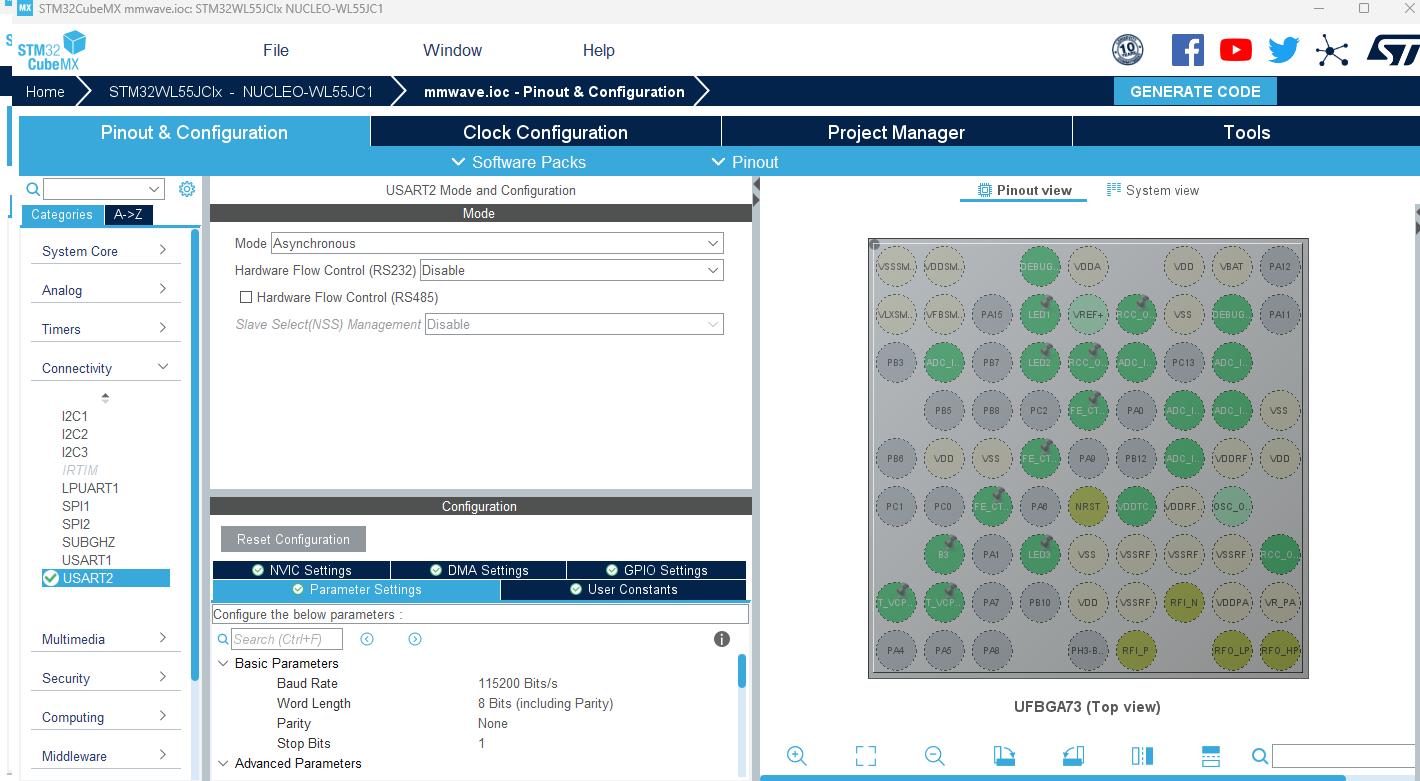 MX STM32CubeMX mmwave.ioc: STM32WL55JCIx NUCLEO-WL55JC1
STM32 CubeMX
File Window Help
10 YEARS
Home STM32WL55JCIx - NUCLEO-WL55JC1 mmwave.ioc - Pinout & Configuration GENERATE CODE
Pinout & Configuration Clock Configuration Project Manager Tools
Software Packs Pinout
USART2 Mode and Configuration
Categories A->Z
System Core
Analog
Timers
Connectivity
I2C1
I2C2
I2C3
IRTIM
LPUART1
SPI1
SPI2
SUBGHZ
USART1
USART2
Multimedia
Security
Computing
Middleware
Mode
Mode Asynchronous
Hardware Flow Control (RS232) Disable
Hardware Flow Control (RS485)
Slave Select(NSS) Management Disable
Configuration
Reset Configuration
NVIC Settings DMA Settings GPIO Settings
Parameter Settings User Constants
Configure the below parameters :
Search (Ctrl+F)
Basic Parameters
Baud Rate 115200 Bits/s
Word Length 8 Bits (including Parity)
Parity None
Stop Bits 1
Advanced Parameters
Pinout view System view
VSSSM.. VDDSM.. DEBUG.. VDDA VDD VBAT PA12
VLXSM.. VFBSM.. PA15 LED1 VREF+ RCC_O.. VSS DEBUG.. PA11
PB3 ADC_I.. PB7 LED2 RCC_O.. ADC_I.. PC13 ADC_I..
PB5 PB8 PC2 FE_CT.. PA0 ADC_I.. ADC_I.. VSS
PB6 VDD VSS FE_CT.. PA9 PB12 ADC_I.. VDDRF VDD
PC1 PC0 FE_CT.. PA6 NRST VDDTC.. VDDRF.. OSC_O..
B3 PA1 LED3 VSS VSSRF VSSRF VSSRF RCC_O..
T_VCP.. T_VCP.. PA7 PB10 VDD VSSRF RFI_N VDDPA VR_PA
PA4 PA5 PA8 PH3-B.. RFI_P RFO_LP RFO_HP
UFBGA73 (Top view)